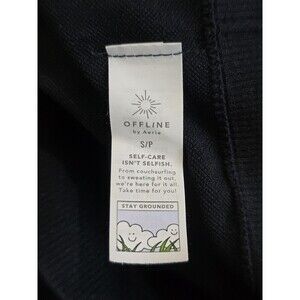 OFFLINE
by Aerie
S/P
SELF-CARE
ISN'T SELFISH.
From couchsurfing
to sweating it out,
we're here for it all.
Take time for you!
STAY GROUNDED